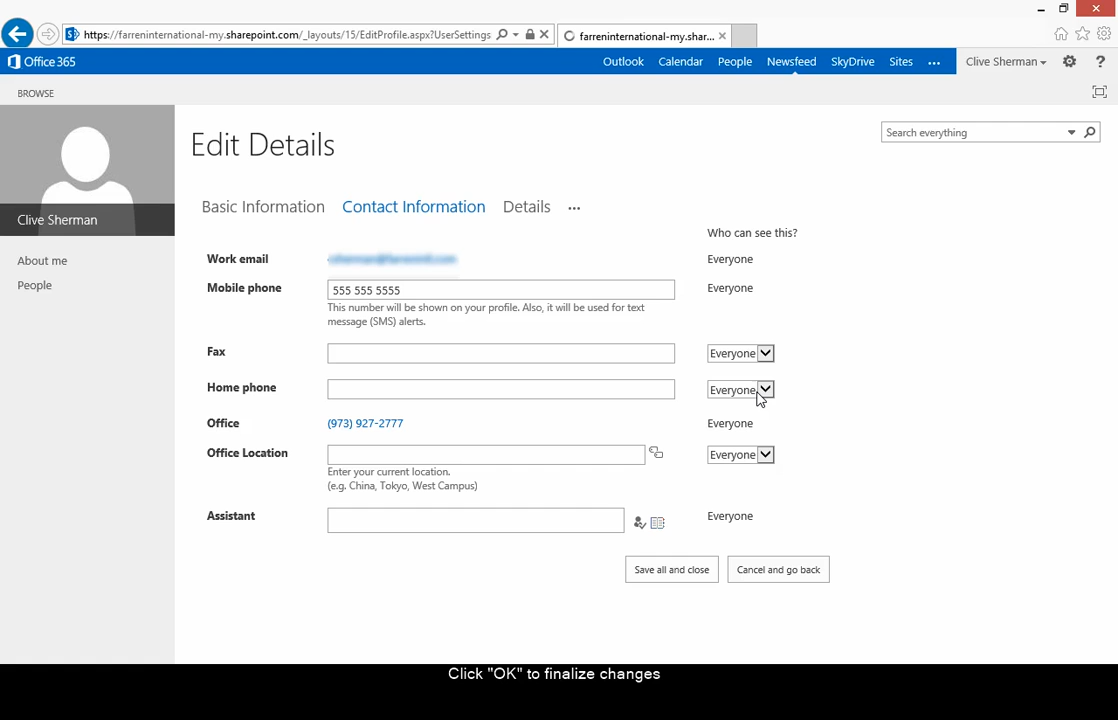 https://farreninternational-my.sharepoint.com/_layouts/15/EditProfile.aspx?UserSettings
farreninternational-my.shar...
Office 365
Outlook
Calendar
People
Newsfeed
SkyDrive
Sites
...
Clive Sherman
?
BROWSE
Clive Sherman
About me
People
Edit Details
Search everything
Basic Information
Contact Information
Details
...
Who can see this?
Work email
Everyone
Mobile phone
555 555 5555
Everyone
This number will be shown on your profile. Also, it will be used for text
message (SMS) alerts.
Fax
Everyone
Home phone
Everyone
Office
(973) 927-2777
Everyone
Office Location
Everyone
Enter your current location.
(e.g. China, Tokyo, West Campus)
Assistant
Everyone
Save all and close
Cancel and go back
Click "OK" to finalize changes